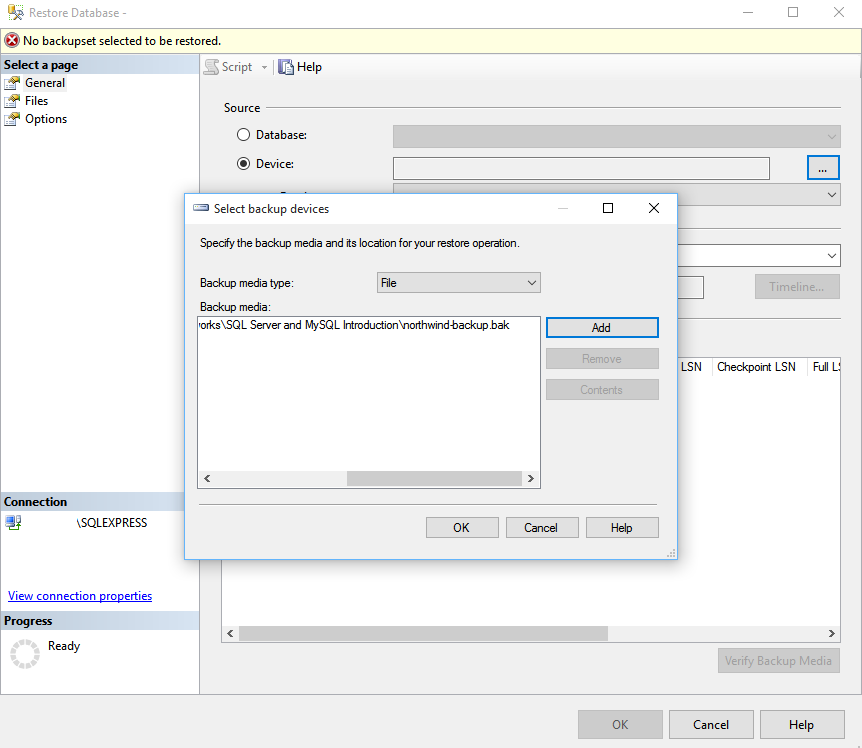 Restore Database -
No backupset selected to be restored.
Select a page
General
Files
Options
Script
Help
Source
Database:
Device:
...
Select backup devices
Specify the backup media and its location for your restore operation.
Backup media type:
File
Backup media:
orks\SQL Server and MySQL Introduction\northwind-backup.bak
Add
Remove
Contents
OK
Cancel
Help
Timeline...
LSN
Checkpoint LSN
Full LS
Connection
\SQLEXPRESS
View connection properties
Progress
Ready
Verify Backup Media
OK
Cancel
Help